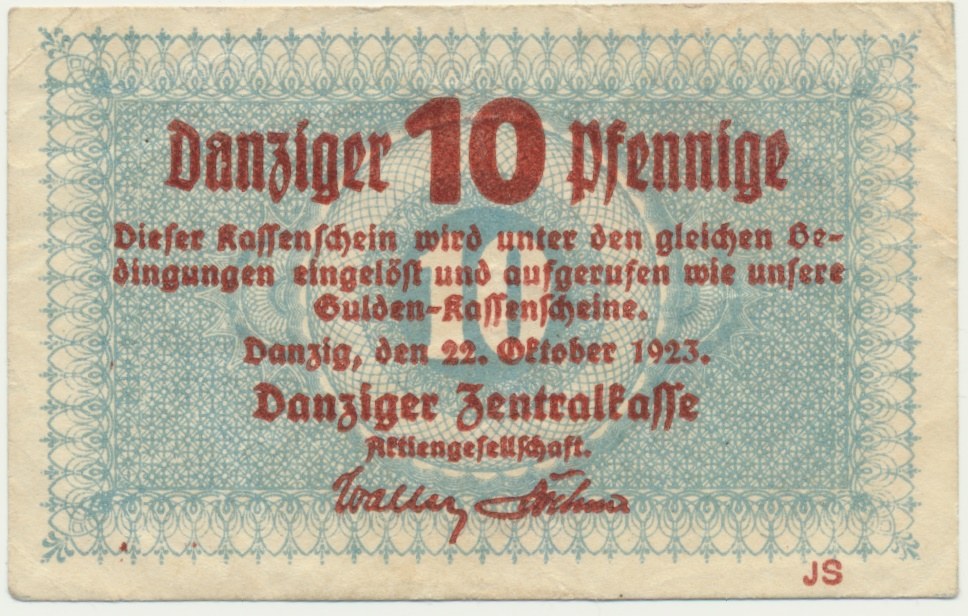 Danziger 10 Pfennige
Dieser Kassenschein wird unter den gleichen Be-
dingungen eingelöst und aufgerufen wie unsere
Gulden-Kassenscheine.
10
Danzig, den 22. Oktober 1923.
Danziger Zentralkasse
Aktiengesellschaft.
JS